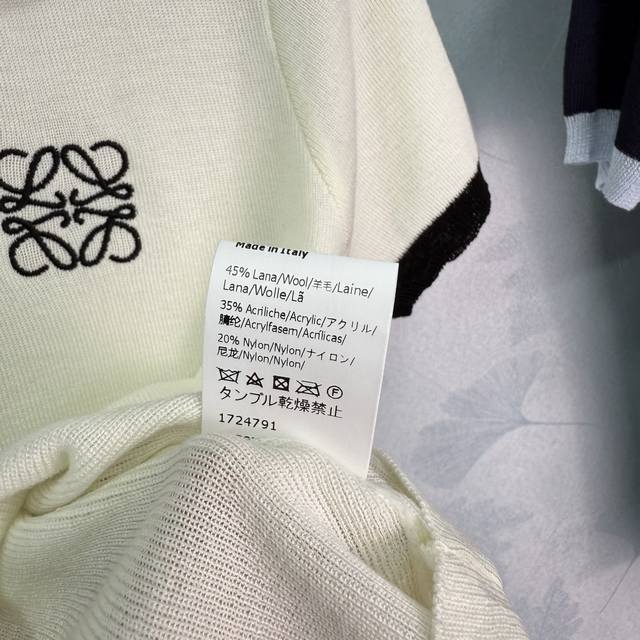 Made in Italy
45% Lana/Wool/羊毛/Laine/
Lana/Wolle/Lã
35% Acriliche/Acrylic/アクリル/
腈纶/Acrylfasern/Acrílicas/
20% Nylon/Nylon/ナイロン/
尼龙/Nylon/Nylon/
タンブル乾燥禁止
1724791